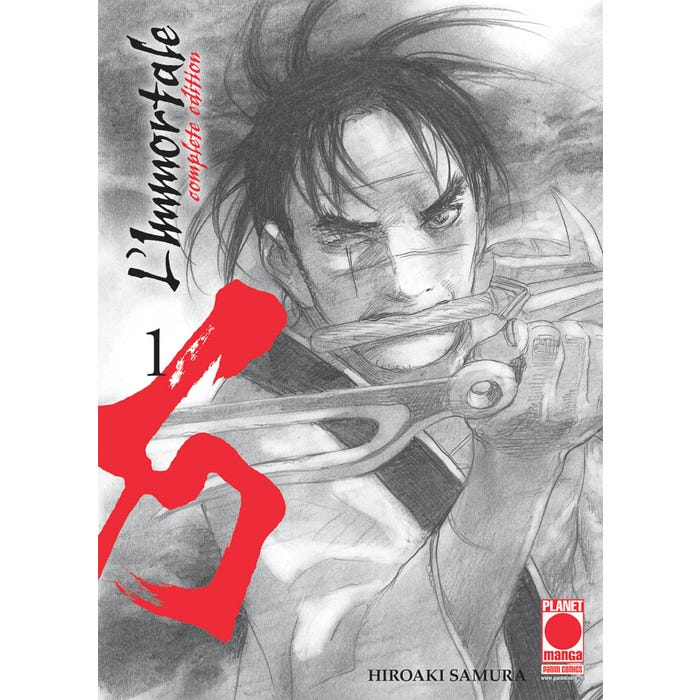 L'Immortale
complete edition
1
HIROAKI SAMURA
PLANET
manga
PANINI COMICS